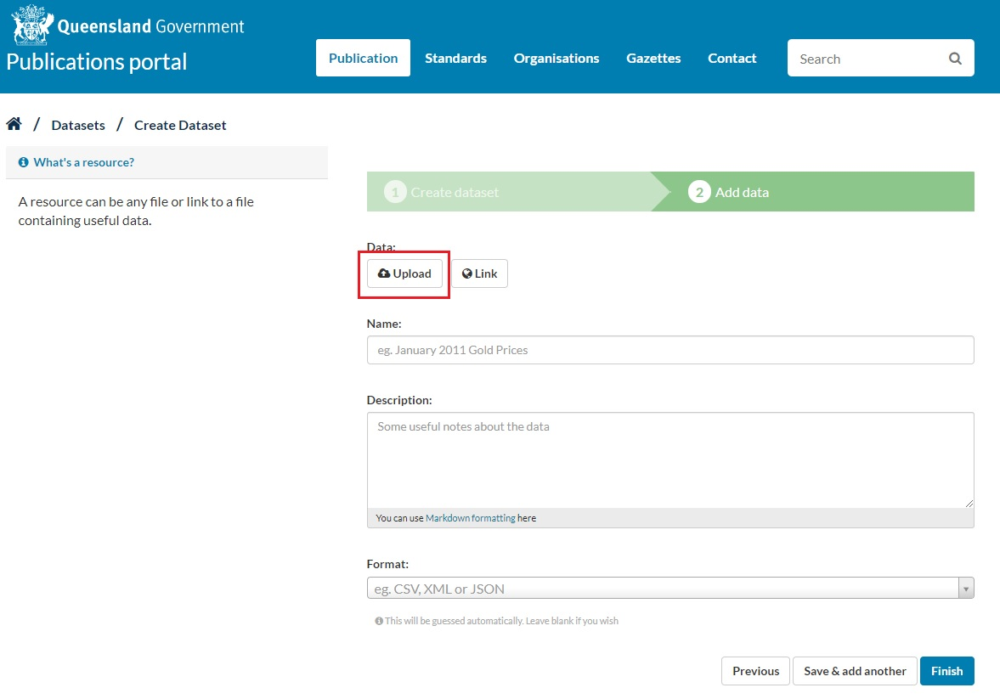 Queensland Government
Publications portal
Publication Standards Organisations Gazettes Contact Search
/ Datasets / Create Dataset
What's a resource?
A resource can be any file or link to a file
containing useful data.
1 Create dataset 2 Add data
Data:
Upload Link
Name:
eg. January 2011 Gold Prices
Description:
Some useful notes about the data
You can use Markdown formatting here
Format:
eg. CSV, XML or JSON
This will be guessed automatically. Leave blank if you wish
Previous Save & add another Finish